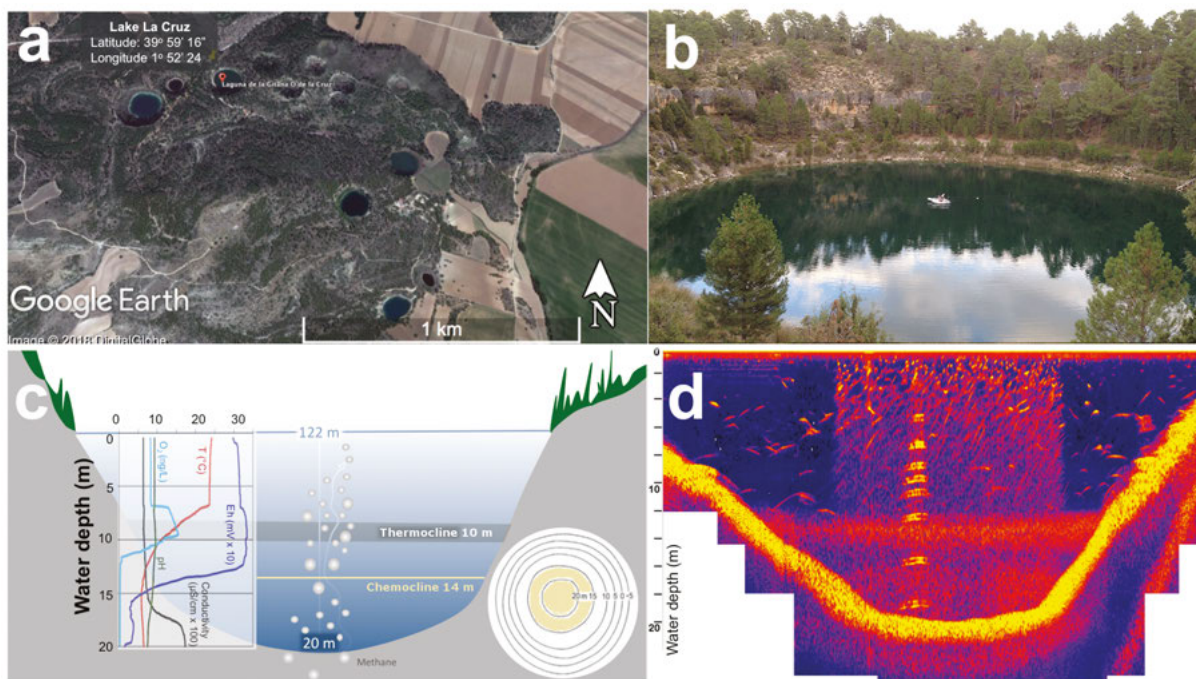 a
Lake La Cruz
Latitude: 39º 59' 16"
Longitude 1º 52' 24
Laguna de la Gitana O de la Cruz
Google Earth
Image © 2018 DigitalGlobe
1 km
N
b
c
122 m
0 10 20 30
Water depth (m)
0
5
10
15
20
O₂ (mg/L)
T (°C)
Eh (mV x 10)
pH
Conductivity
(µS/cm x 100)
Thermocline 10 m
Chemocline 14 m
20 m
Methane
20m 15 10 5 0 -5
d
Water depth (m)
0
5
10
15
20